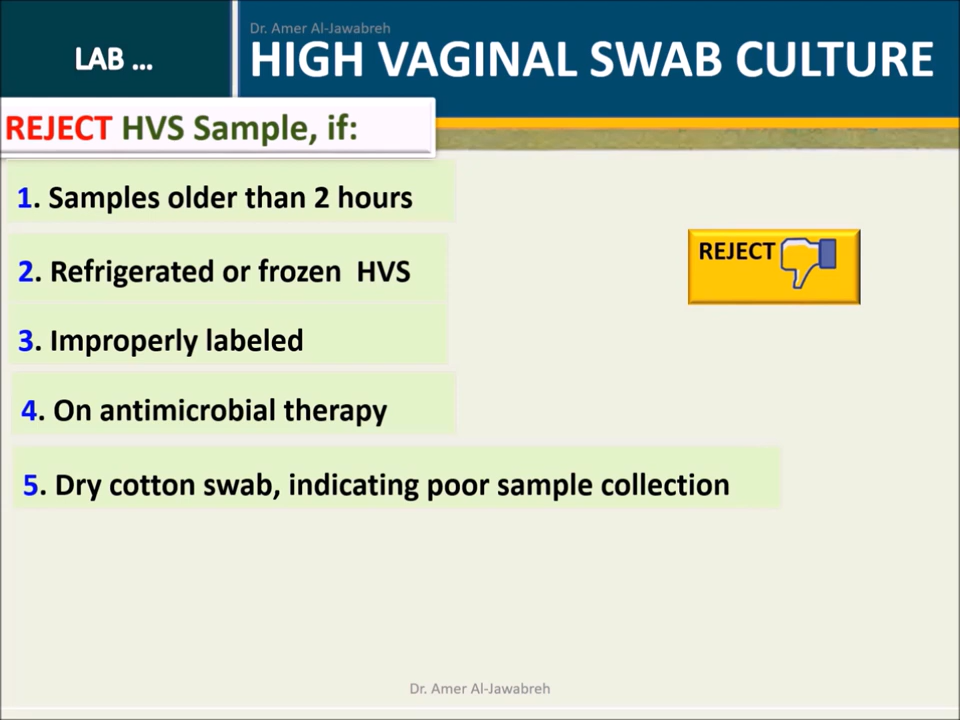 Dr. Amer Al-Jawabreh
LAB ...
HIGH VAGINAL SWAB CULTURE
REJECT HVS Sample, if:
1. Samples older than 2 hours
2. Refrigerated or frozen HVS
REJECT
3. Improperly labeled
4. On antimicrobial therapy
5. Dry cotton swab, indicating poor sample collection
Dr. Amer Al-Jawabreh